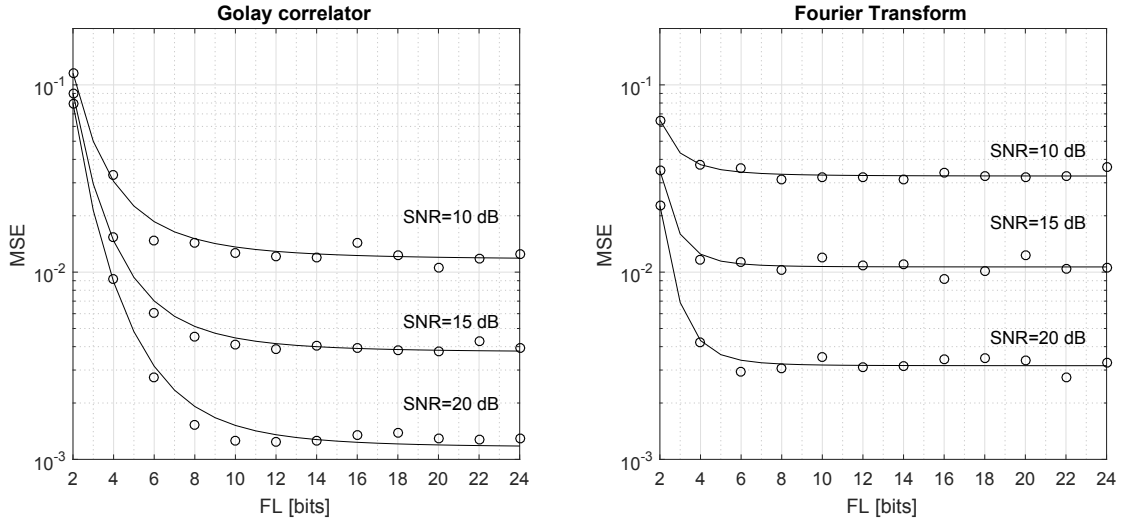 Golay correlator
10^-1
10^-2
10^-3
MSE
SNR=10 dB
SNR=15 dB
SNR=20 dB
2 4 6 8 10 12 14 16 18 20 22 24
FL [bits]
Fourier Transform
10^-1
10^-2
10^-3
MSE
SNR=10 dB
SNR=15 dB
SNR=20 dB
2 4 6 8 10 12 14 16 18 20 22 24
FL [bits]